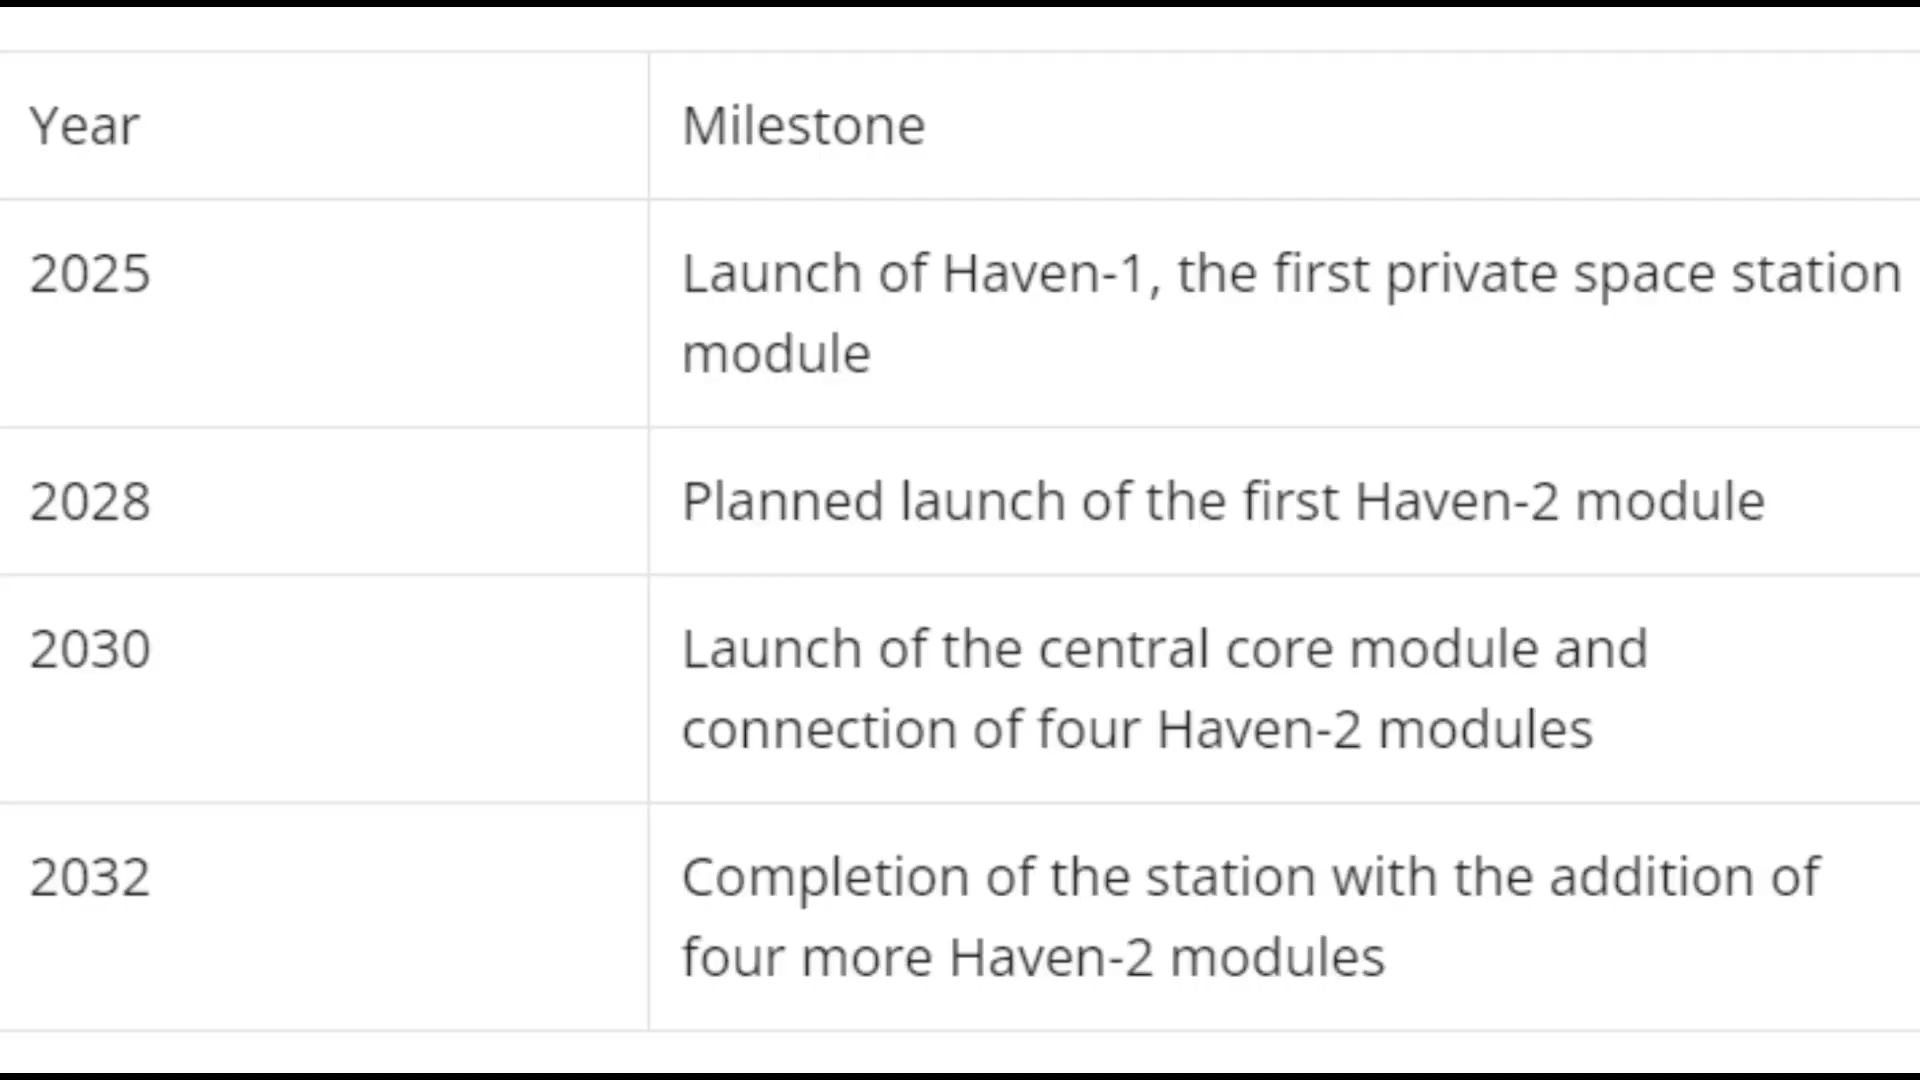 Year
Milestone
2025
Launch of Haven-1, the first private space station
module
2028
Planned launch of the first Haven-2 module
2030
Launch of the central core module and
connection of four Haven-2 modules
2032
Completion of the station with the addition of
four more Haven-2 modules